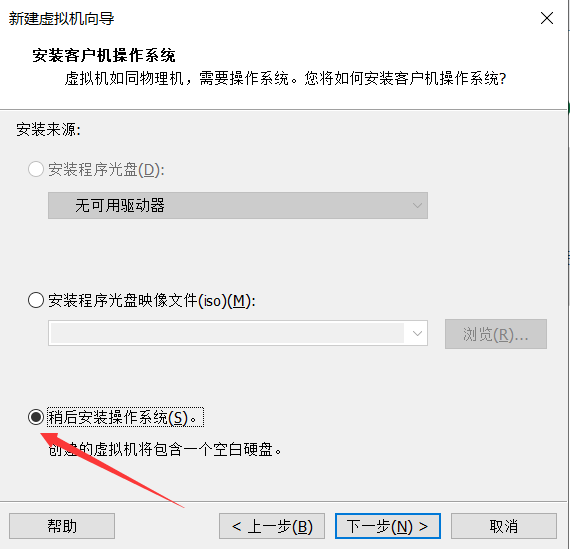 新建虚拟机向导
安装客户机操作系统
虚拟机如同物理机，需要操作系统。您将如何安装客户机操作系统?
安装来源:
安装程序光盘(D):
无可用驱动器
安装程序光盘映像文件(iso)(M):
浏览(R)...
稍后安装操作系统(S)。
创建的虚拟机将包含一个空白硬盘。
帮助
< 上一步(B)
下一步(N) >
取消